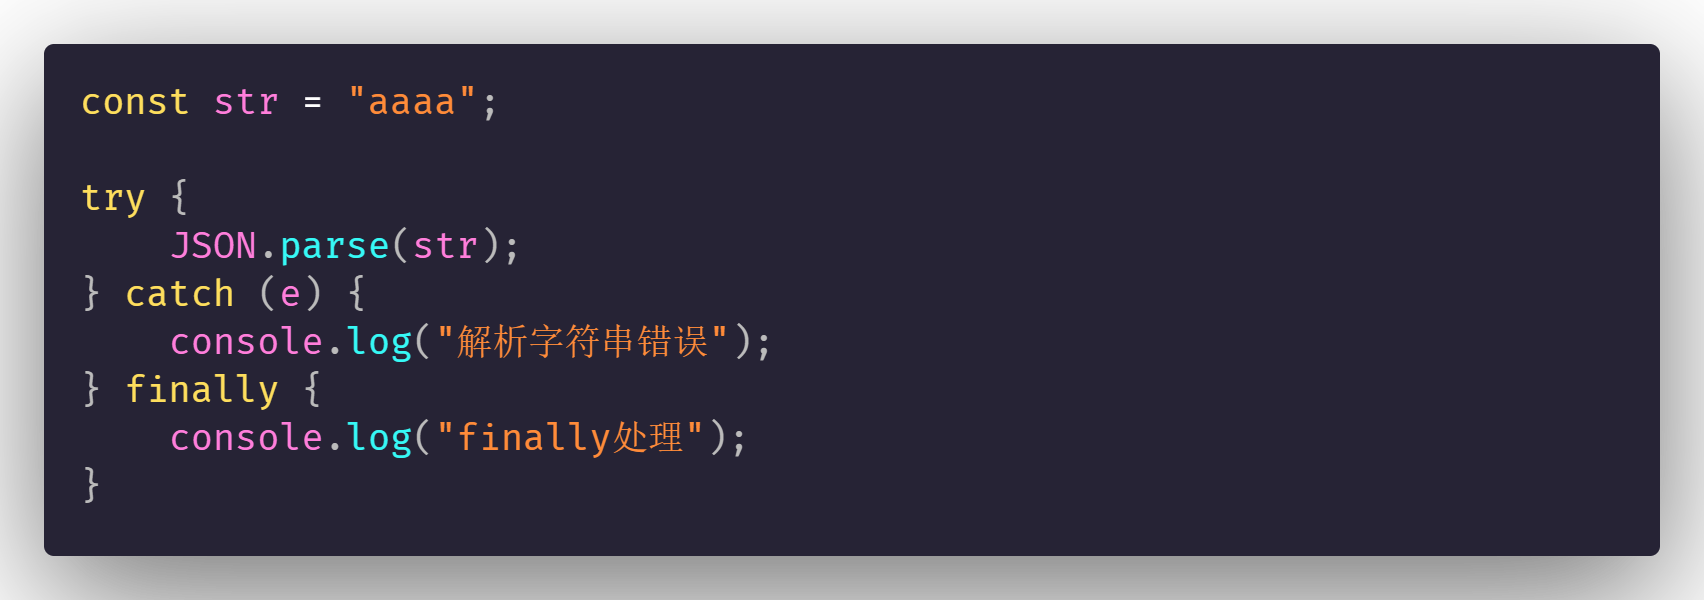 const str = "aaaa";
try {
    JSON.parse(str);
} catch (e) {
    console.log("解析字符串错误");
} finally {
    console.log("finally处理");
}